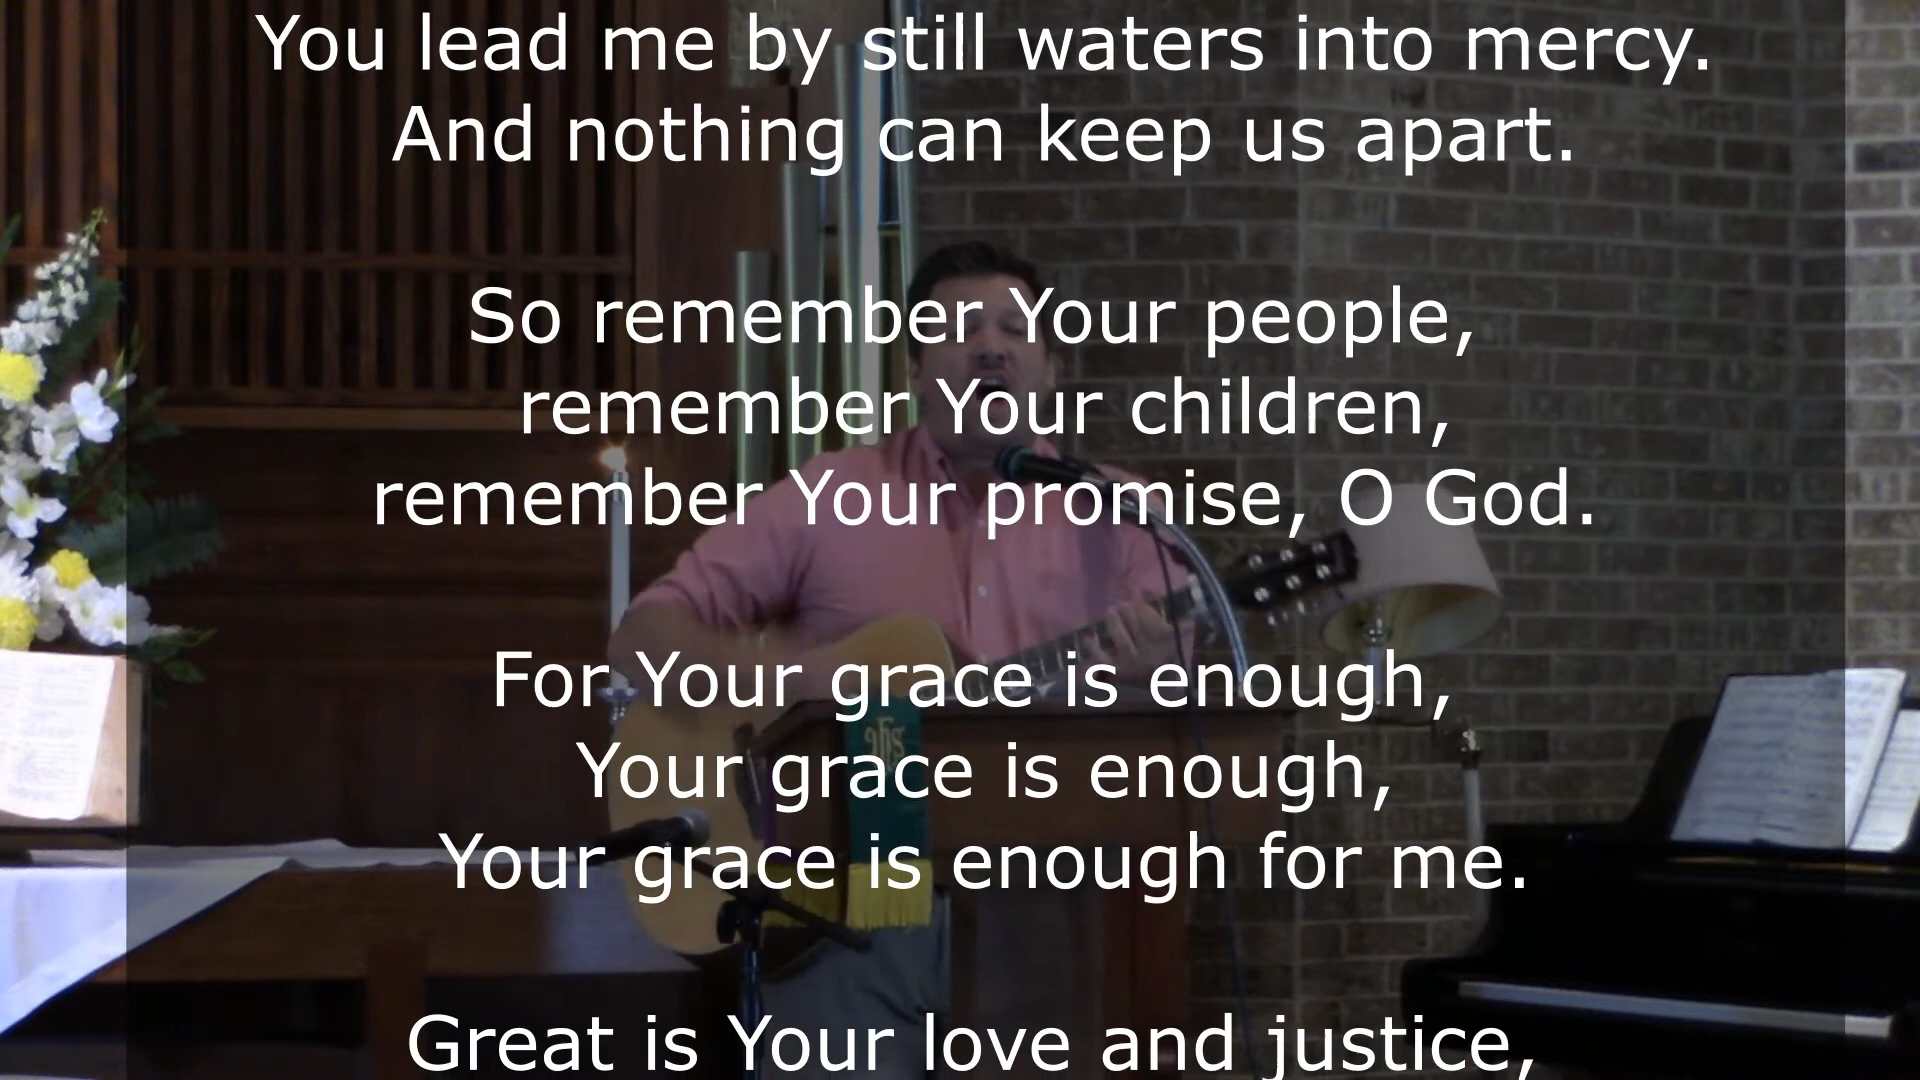 You lead me by still waters into mercy.
And nothing can keep us apart.
So remember Your people,
remember Your children,
remember Your promise, O God.
For Your grace is enough,
Your grace is enough,
Your grace is enough for me.
Great is Your love and justice,